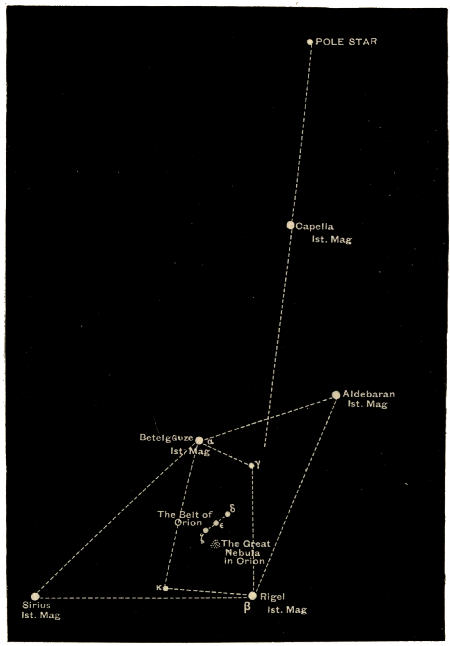 POLE STAR
Capella
Ist. Mag
Aldebaran
Ist. Mag
Betelgeuze α
Ist. Mag
γ
δ
The Belt of
Orion
ε
ζ
The Great
Nebula
in Orion
κ
Sirius
Ist. Mag
Rigel
β Ist. Mag